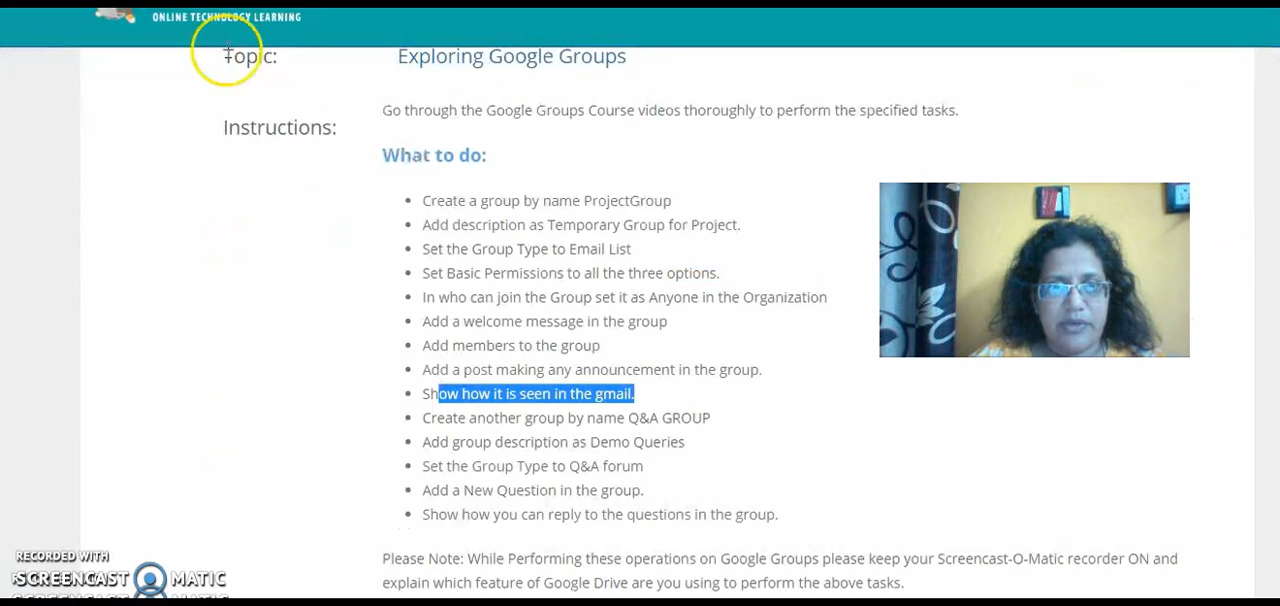 ONLINE TECHNOLOGY LEARNING
Topic:
Exploring Google Groups
Instructions:
Go through the Google Groups Course videos thoroughly to perform the specified tasks.
What to do:
Create a group by name ProjectGroup
Add description as Temporary Group for Project.
Set the Group Type to Email List
Set Basic Permissions to all the three options.
In who can join the Group set it as Anyone in the Organization
Add a welcome message in the group
Add members to the group
Add a post making any announcement in the group.
Show how it is seen in the gmail.
Create another group by name Q&A GROUP
Add group description as Demo Queries
Set the Group Type to Q&A forum
Add a New Question in the group.
Show how you can reply to the questions in the group.
Please Note: While Performing these operations on Google Groups please keep your Screencast-O-Matic recorder ON and
explain which feature of Google Drive are you using to perform the above tasks.
RECORDED WITH
SCREENCAST MATIC